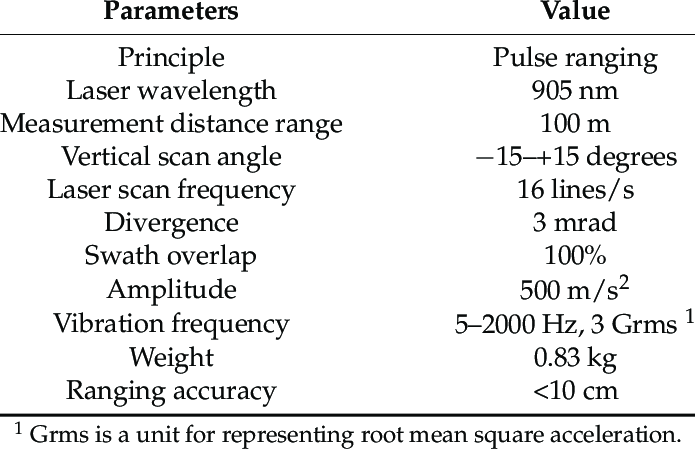 Parameters Value
Principle Pulse ranging
Laser wavelength 905 nm
Measurement distance range 100 m
Vertical scan angle −15–+15 degrees
Laser scan frequency 16 lines/s
Divergence 3 mrad
Swath overlap 100%
Amplitude 500 m/s²
Vibration frequency 5–2000 Hz, 3 Grms ¹
Weight 0.83 kg
Ranging accuracy <10 cm
¹ Grms is a unit for representing root mean square acceleration.